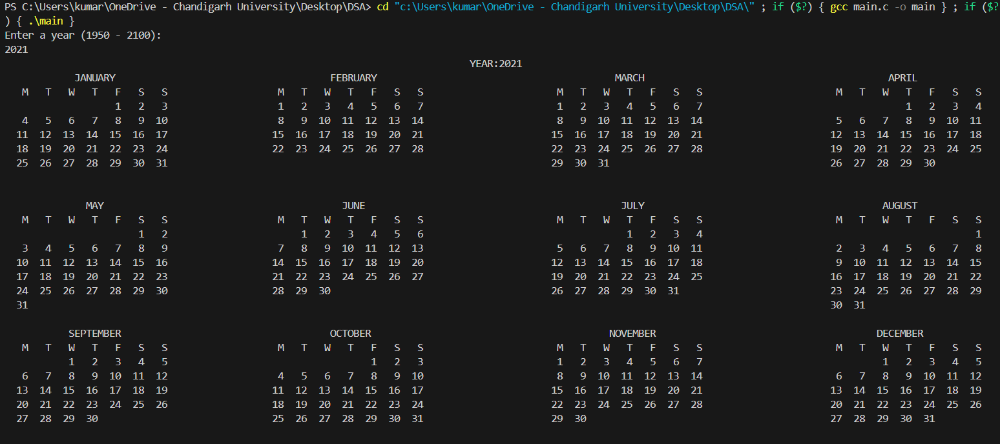 PS C:\Users\kumar\OneDrive - Chandigarh University\Desktop\DSA> cd "c:\Users\kumar\OneDrive - Chandigarh University\Desktop\DSA\" ; if ($?) { gcc main.c -o main } ; if ($?
) { .\main }
Enter a year (1950 - 2100):
2021
YEAR:2021
JANUARY FEBRUARY MARCH APRIL
M T W T F S S M T W T F S S M T W T F S S M T W T F S S
1 2 3 1 2 3 4 5 6 7 1 2 3 4 5 6 7 1 2 3 4
4 5 6 7 8 9 10 8 9 10 11 12 13 14 8 9 10 11 12 13 14 5 6 7 8 9 10 11
11 12 13 14 15 16 17 15 16 17 18 19 20 21 15 16 17 18 19 20 21 12 13 14 15 16 17 18
18 19 20 21 22 23 24 22 23 24 25 26 27 28 22 23 24 25 26 27 28 19 20 21 22 23 24 25
25 26 27 28 29 30 31 29 30 31 26 27 28 29 30
MAY JUNE JULY AUGUST
M T W T F S S M T W T F S S M T W T F S S M T W T F S S
1 2 1 2 3 4 5 6 1 2 3 4 1
3 4 5 6 7 8 9 7 8 9 10 11 12 13 5 6 7 8 9 10 11 2 3 4 5 6 7 8
10 11 12 13 14 15 16 14 15 16 17 18 19 20 12 13 14 15 16 17 18 9 10 11 12 13 14 15
17 18 19 20 21 22 23 21 22 23 24 25 26 27 19 20 21 22 23 24 25 16 17 18 19 20 21 22
24 25 26 27 28 29 30 28 29 30 26 27 28 29 30 31 23 24 25 26 27 28 29
31 30 31
SEPTEMBER OCTOBER NOVEMBER DECEMBER
M T W T F S S M T W T F S S M T W T F S S M T W T F S S
1 2 3 4 5 1 2 3 1 2 3 4 5 6 7 1 2 3 4 5
6 7 8 9 10 11 12 4 5 6 7 8 9 10 8 9 10 11 12 13 14 6 7 8 9 10 11 12
13 14 15 16 17 18 19 11 12 13 14 15 16 17 15 16 17 18 19 20 21 13 14 15 16 17 18 19
20 21 22 23 24 25 26 18 19 20 21 22 23 24 22 23 24 25 26 27 28 20 21 22 23 24 25 26
27 28 29 30 25 26 27 28 29 30 31 29 30 27 28 29 30 31